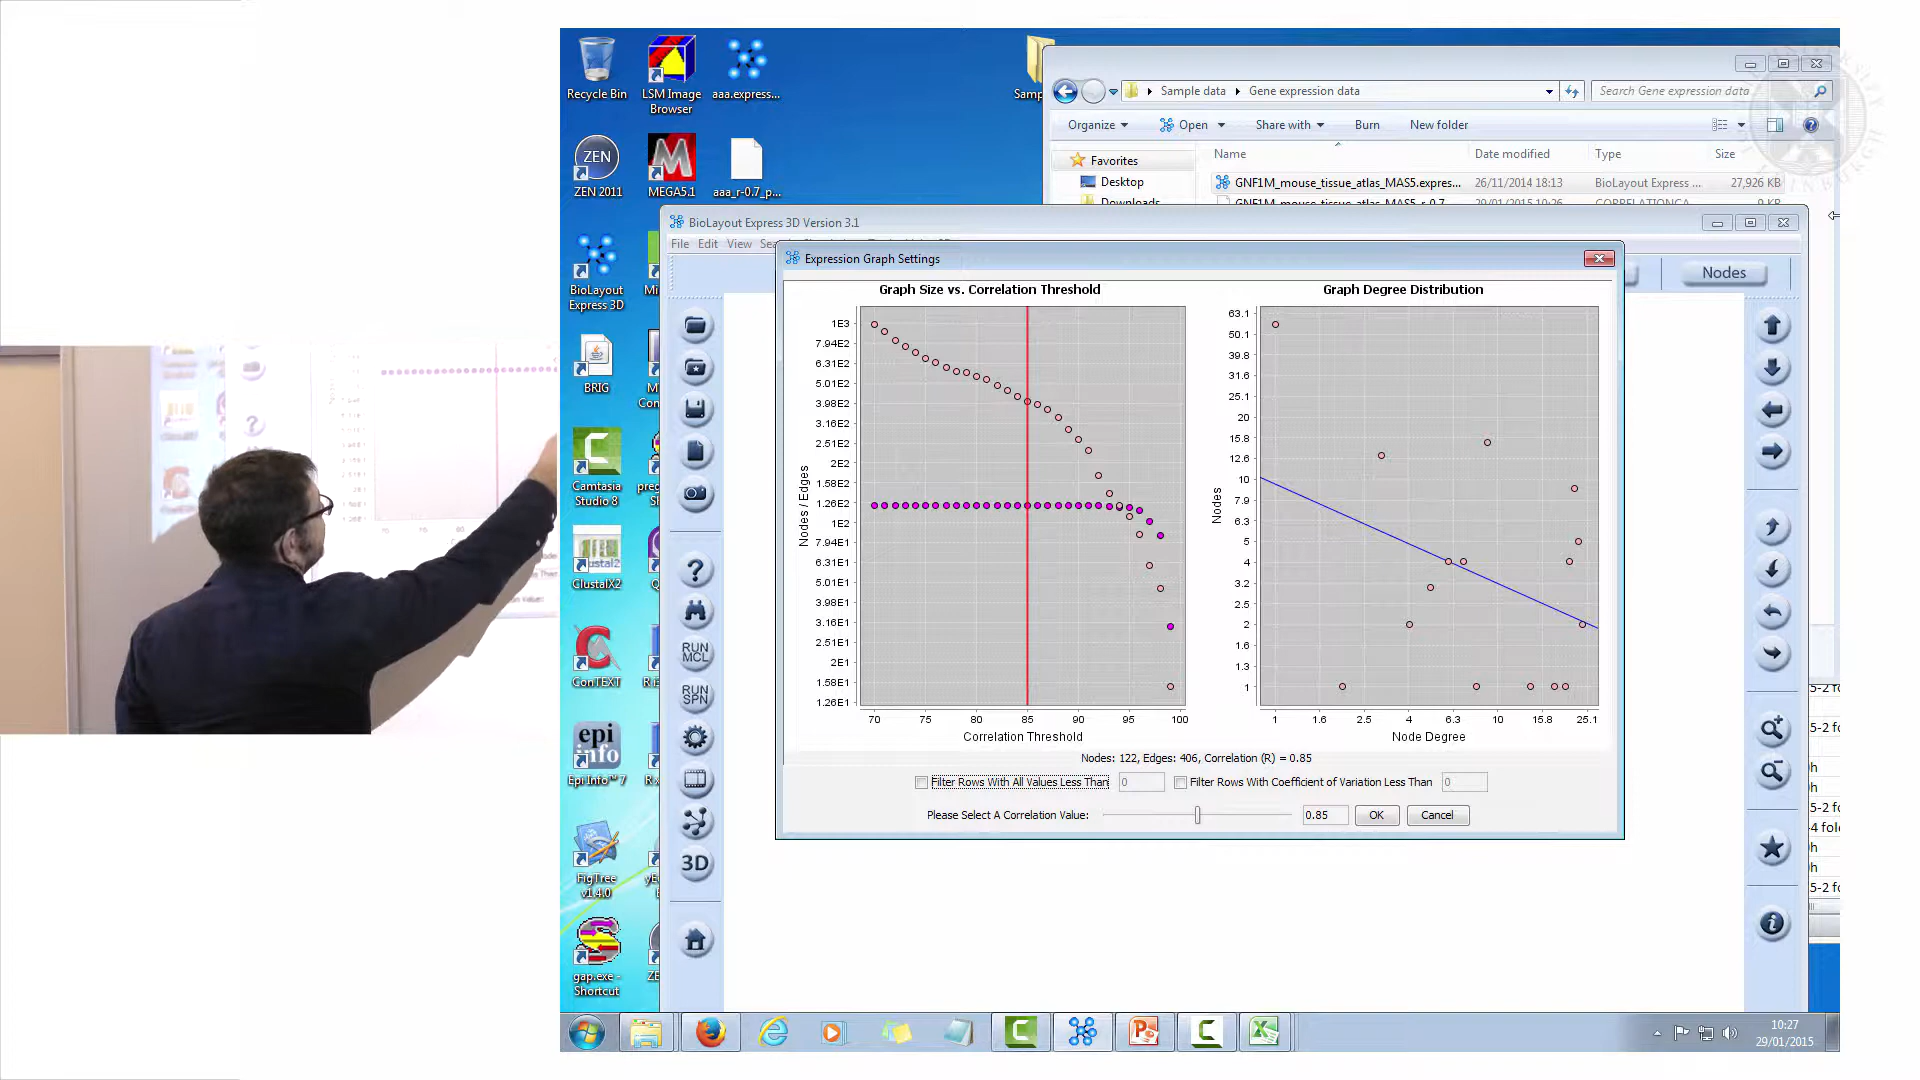 Recycle Bin
LSM Image
Browser
aaa.express...
ZEN
ZEN 2011
MEGA5.1
aaa_r-0.7_p...
BioLayout
Express 3D
BRIG
Camtasia
Studio 8
ClustalX2
ConTEXT
epi
info
Epi Info™ 7
FigTree
v1.4.0
gap.exe -
Shortcut
Sample data
Gene expression data
Search Gene expression data
Organize
Open
Share with
Burn
New folder
Favorites
Desktop
Downloads
Name
Date modified
Type
Size
GNF1M_mouse_tissue_atlas_MAS5.expres...
26/11/2014 18:13
BioLayout Express ...
27,926 KB
BioLayout Express 3D Version 3.1
File Edit View
Nodes
RUN
MCL
RUN
SPN
3D
Expression Graph Settings
Graph Size vs. Correlation Threshold
1E3
7.94E2
6.31E2
5.01E2
3.98E2
3.16E2
2.51E2
2E2
1.58E2
1.26E2
1E2
7.94E1
6.31E1
5.01E1
3.98E1
3.16E1
2.51E1
2E1
1.58E1
1.26E1
Nodes / Edges
70 75 80 85 90 95 100
Correlation Threshold
Graph Degree Distribution
63.1
50.1
39.8
31.6
25.1
20
15.8
12.6
10
7.9
6.3
5
4
3.2
2.5
2
1.6
1.3
1
Nodes
1 1.6 2.5 4 6.3 10 15.8 25.1
Node Degree
Nodes: 122, Edges: 406, Correlation (R) = 0.85
Filter Rows With All Values Less Than 0 Filter Rows With Coefficient of Variation Less Than 0
Please Select A Correlation Value: 0.85 OK Cancel
10:27
29/01/2015